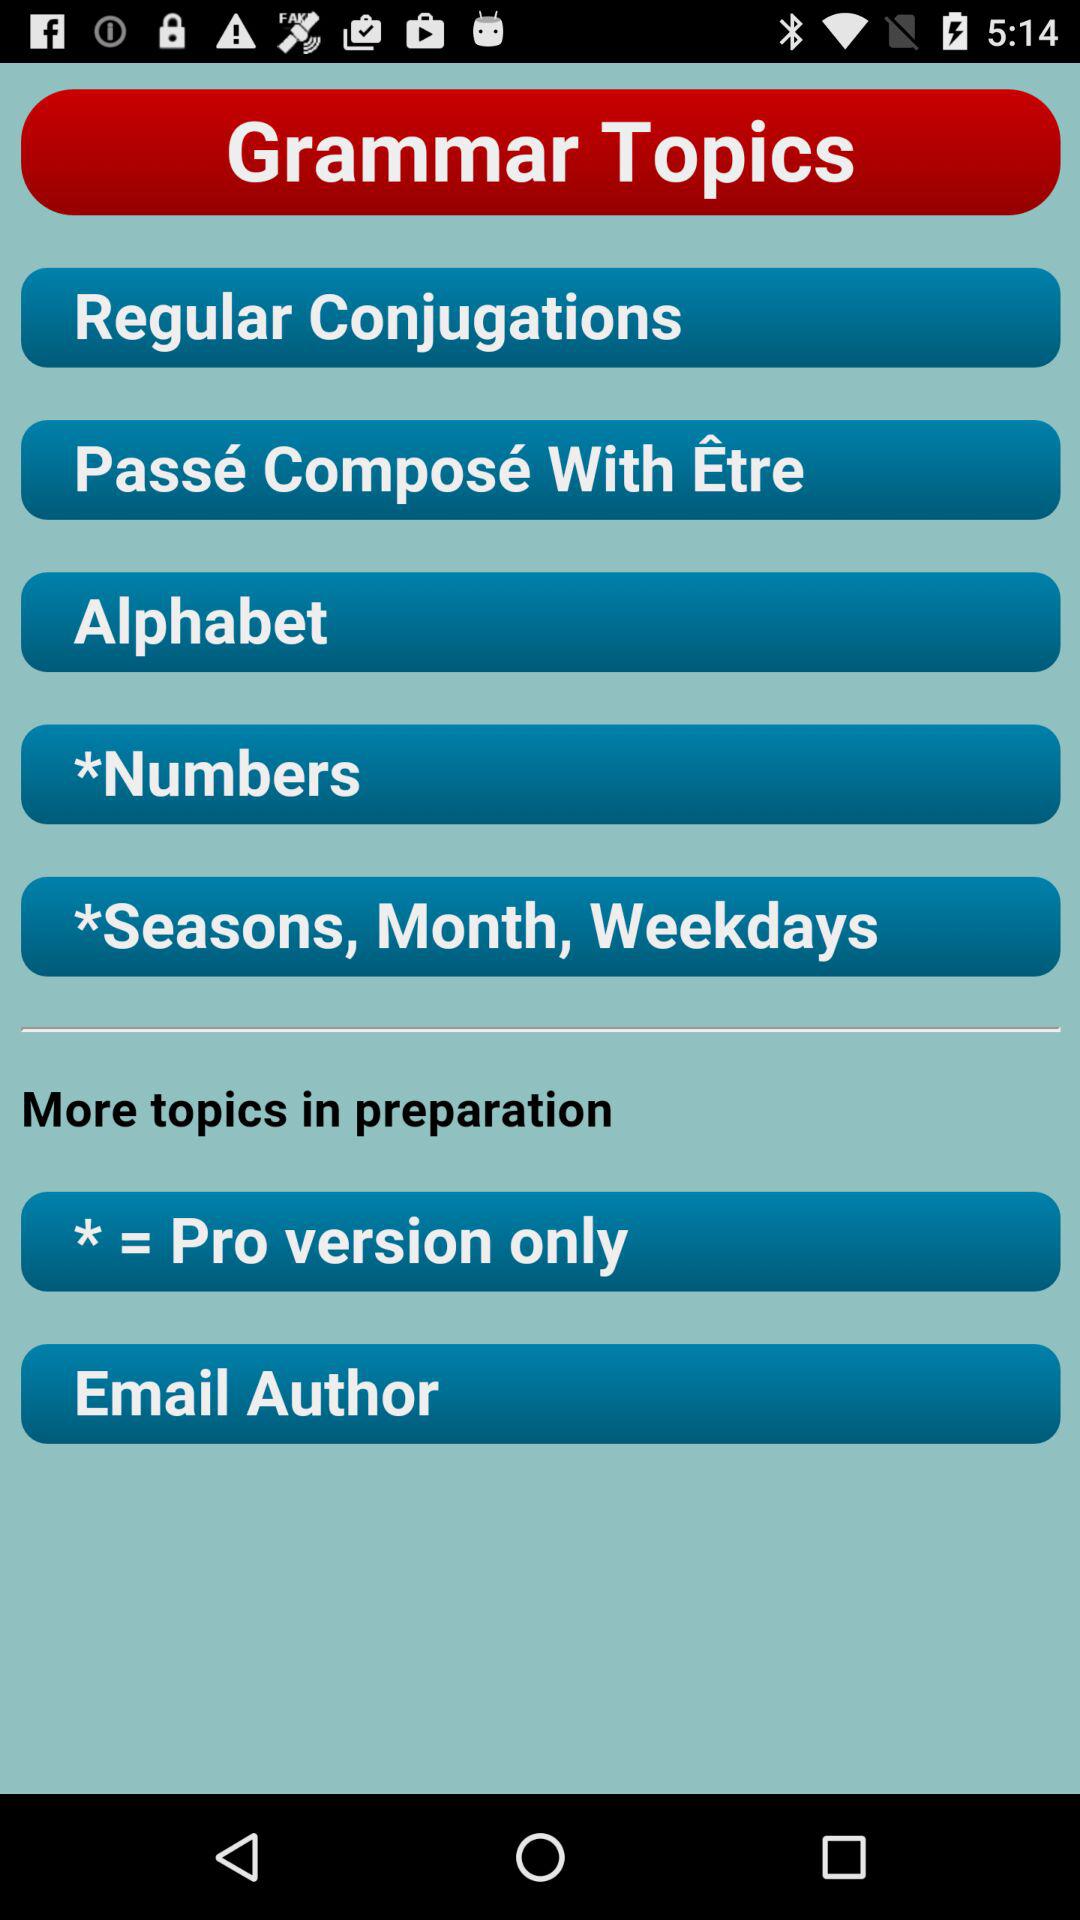 FAKE
5:14
Grammar Topics
Regular Conjugations
Passé Composé With Être
Alphabet
*Numbers
*Seasons, Month, Weekdays
More topics in preparation
* = Pro version only
Email Author